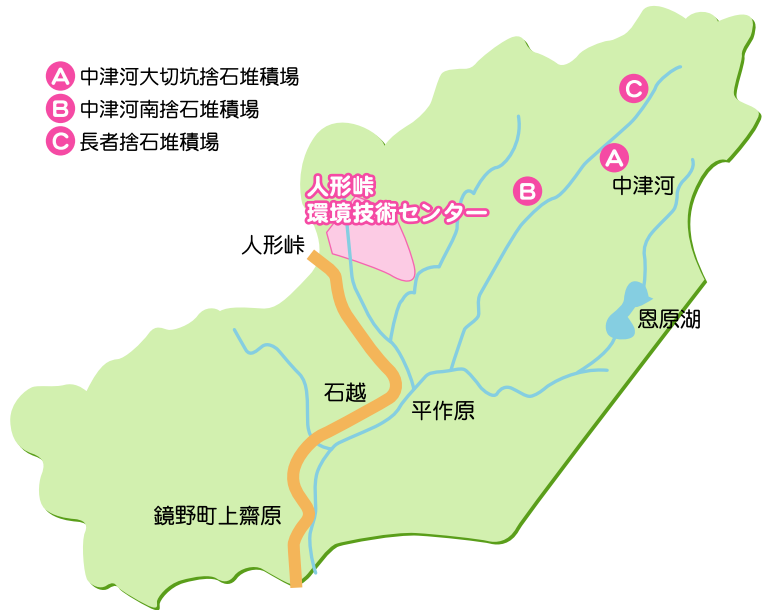 A 中津河大切坑捨石堆積場
B 中津河南捨石堆積場
C 長者捨石堆積場
C
A
中津河
B
人形峠
環境技術センター
人形峠
恩原湖
石越
平作原
鏡野町上齋原